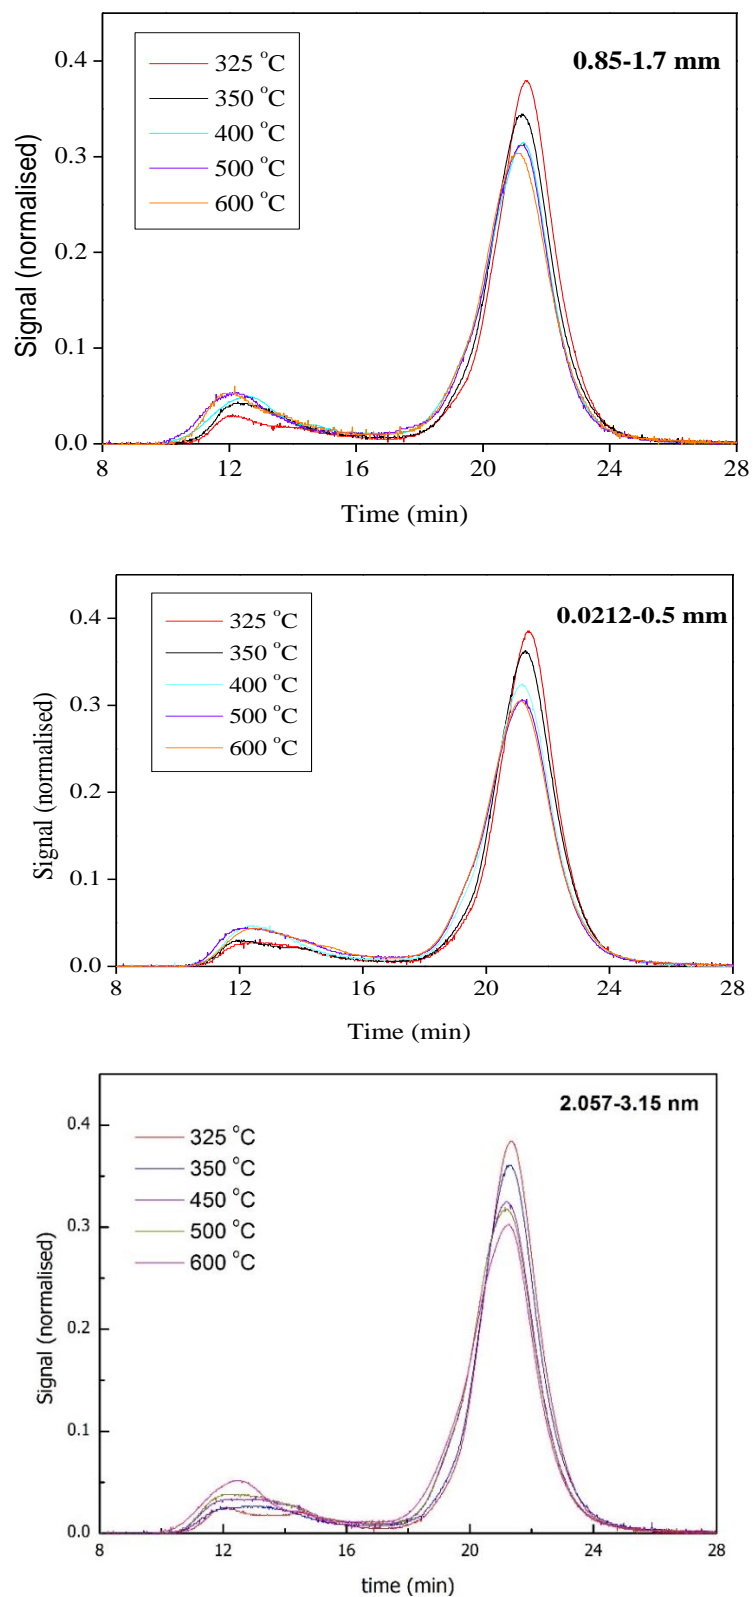 0.85-1.7 mm
325 °C
350 °C
400 °C
500 °C
600 °C
Signal (normalised)
0.4
0.3
0.2
0.1
0.0
8 12 16 20 24 28
Time (min)
0.0212-0.5 mm
325 °C
350 °C
400 °C
500 °C
600 °C
Signal (normalised)
0.4
0.3
0.2
0.1
0.0
8 12 16 20 24 28
Time (min)
2.057-3.15 nm
325 °C
350 °C
450 °C
500 °C
600 °C
Signal (normalised)
0.4
0.3
0.2
0.1
0.0
8 12 16 20 24 28
time (min)